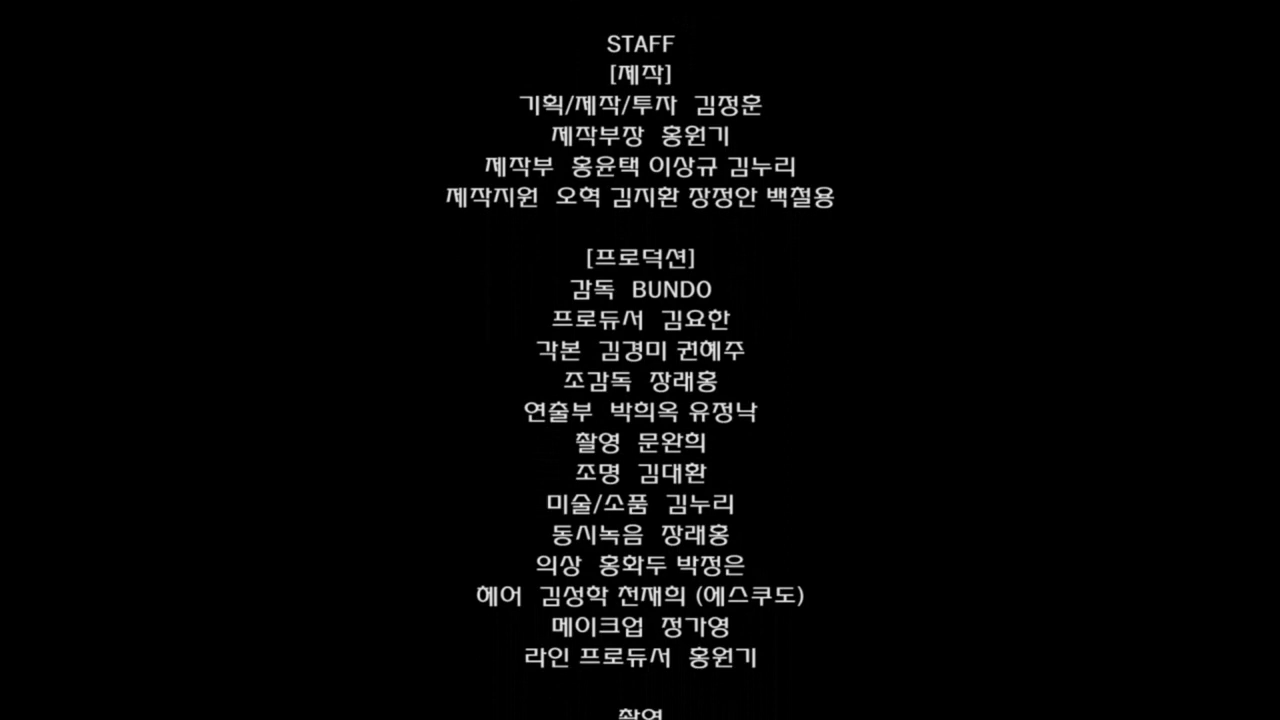 STAFF
[제작]
기획/제작/투자 김정훈
제작부장 홍원기
제작부 홍윤택 이상규 김누리
제작지원 오혁 김지환 장정안 백철용
[프로덕션]
감독 BUNDO
프로듀서 김요한
각본 김경미 권혜주
조감독 장래홍
연출부 박희옥 유정낙
촬영 문완희
조명 김대환
미술/소품 김누리
동시녹음 장래홍
의상 홍화두 박정은
헤어 김성학 천재희 (에스쿠도)
메이크업 정가영
라인 프로듀서 홍원기
촬영